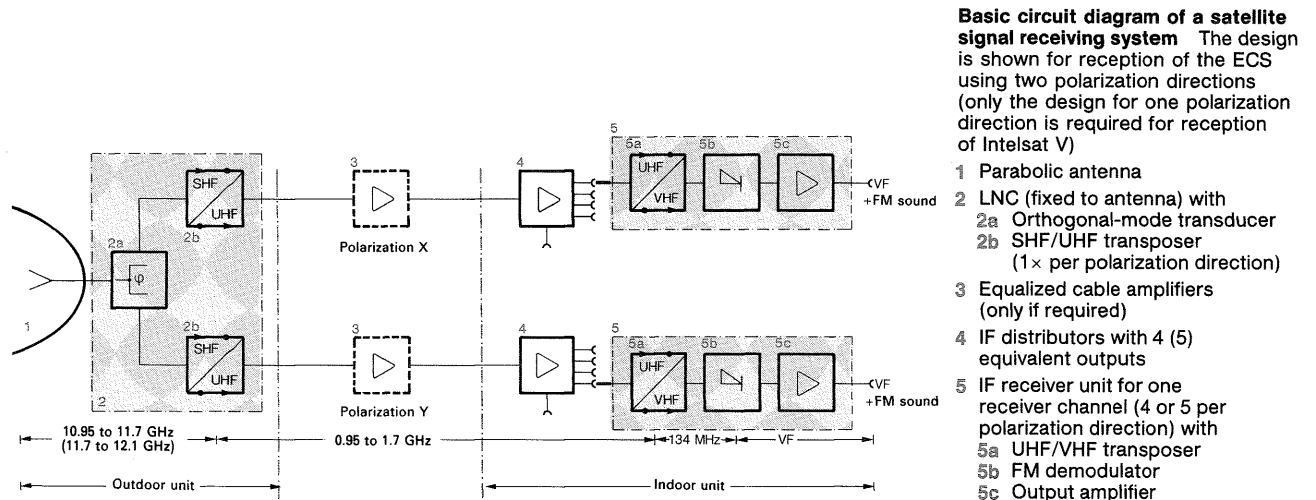 Basic circuit diagram of a satellite
signal receiving system The design
is shown for reception of the ECS
using two polarization directions
(only the design for one polarization
direction is required for reception
of Intelsat V)
1 Parabolic antenna
2 LNC (fixed to antenna) with
2a Orthogonal-mode transducer
2b SHF/UHF transposer
(1× per polarization direction)
3 Equalized cable amplifiers
(only if required)
4 IF distributors with 4 (5)
equivalent outputs
5 IF receiver unit for one
receiver channel (4 or 5 per
polarization direction) with
5a UHF/VHF transposer
5b FM demodulator
5c Output amplifier
5
3
4
5a
5b
5c
SHF
UHF
UHF
VHF
VF
+FM sound
2b
2a
Polarization X
φ
1
2b
3
4
5
5a
5b
5c
SHF
UHF
UHF
VHF
VF
+FM sound
2
Polarization Y
10.95 to 11.7 GHz
(11.7 to 12.1 GHz)
0.95 to 1.7 GHz
134 MHz
VF
Outdoor unit
Indoor unit